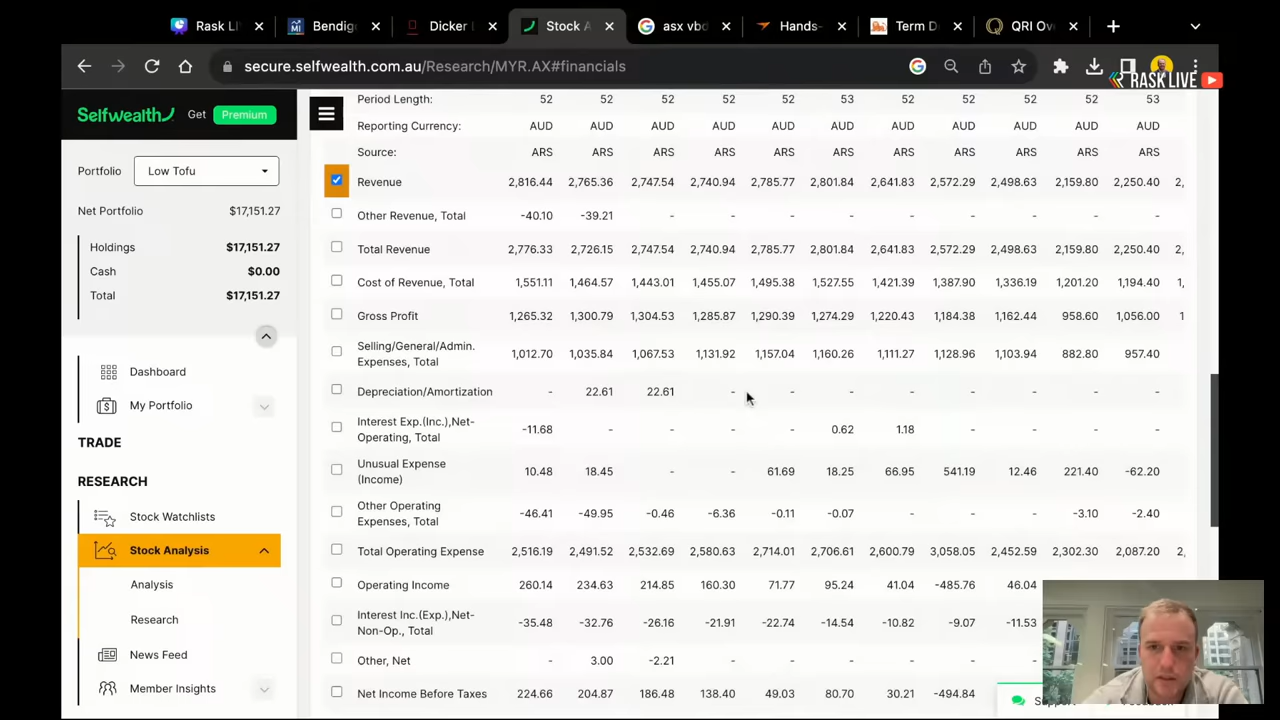 Rask LI
Bendig
Dicker
Stock A
asx vbd
Hands-
Term D
QRI Ov
secure.selfwealth.com.au/Research/MYR.AX#financials
RASK LIVE
Selfwealth
Get
Premium
Portfolio
Low Tofu
Net Portfolio $17,151.27
Holdings $17,151.27
Cash $0.00
Total $17,151.27
Dashboard
My Portfolio
TRADE
RESEARCH
Stock Watchlists
Stock Analysis
Analysis
Research
News Feed
Member Insights
Period Length: 52 52 52 52 52 53 52 52 52 52 53
Reporting Currency: AUD AUD AUD AUD AUD AUD AUD AUD AUD AUD AUD
Source: ARS ARS ARS ARS ARS ARS ARS ARS ARS ARS ARS
Revenue 2,816.44 2,765.36 2,747.54 2,740.94 2,785.77 2,801.84 2,641.83 2,572.29 2,498.63 2,159.80 2,250.40 2,
Other Revenue, Total -40.10 -39.21 - - - - - - - - -
Total Revenue 2,776.33 2,726.15 2,747.54 2,740.94 2,785.77 2,801.84 2,641.83 2,572.29 2,498.63 2,159.80 2,250.40 2,
Cost of Revenue, Total 1,551.11 1,464.57 1,443.01 1,455.07 1,495.38 1,527.55 1,421.39 1,387.90 1,336.19 1,201.20 1,194.40 1,
Gross Profit 1,265.32 1,300.79 1,304.53 1,285.87 1,290.39 1,274.29 1,220.43 1,184.38 1,162.44 958.60 1,056.00 1
Selling/General/Admin.
Expenses, Total 1,012.70 1,035.84 1,067.53 1,131.92 1,157.04 1,160.26 1,111.27 1,128.96 1,103.94 882.80 957.40
Depreciation/Amortization - 22.61 22.61 - - - - - - - -
Interest Exp.(Inc.),Net-
Operating, Total -11.68 - - - - 0.62 1.18 - - - -
Unusual Expense
(Income) 10.48 18.45 - - 61.69 18.25 66.95 541.19 12.46 221.40 -62.20
Other Operating
Expenses, Total -46.41 -49.95 -0.46 -6.36 -0.11 -0.07 - - - -3.10 -2.40
Total Operating Expense 2,516.19 2,491.52 2,532.69 2,580.63 2,714.01 2,706.61 2,600.79 3,058.05 2,452.59 2,302.30 2,087.20 2,
Operating Income 260.14 234.63 214.85 160.30 71.77 95.24 41.04 -485.76 46.04
Interest Inc.(Exp.),Net-
Non-Op., Total -35.48 -32.76 -26.16 -21.91 -22.74 -14.54 -10.82 -9.07 -11.53
Other, Net - 3.00 -2.21 - - - - - -
Net Income Before Taxes 224.66 204.87 186.48 138.40 49.03 80.70 30.21 -494.84